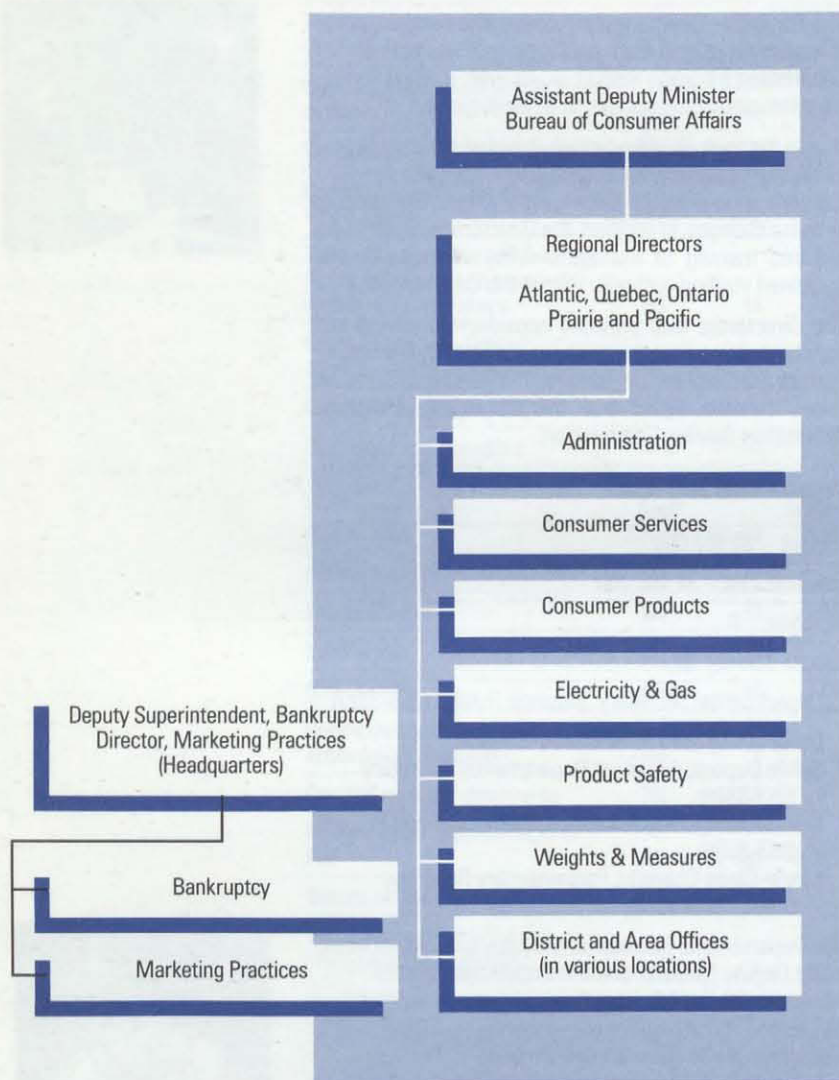 Assistant Deputy Minister
Bureau of Consumer Affairs
Regional Directors
Atlantic, Quebec, Ontario
Prairie and Pacific
Administration
Consumer Services
Consumer Products
Electricity & Gas
Product Safety
Weights & Measures
District and Area Offices
(in various locations)
Deputy Superintendent, Bankruptcy
Director, Marketing Practices
(Headquarters)
Bankruptcy
Marketing Practices